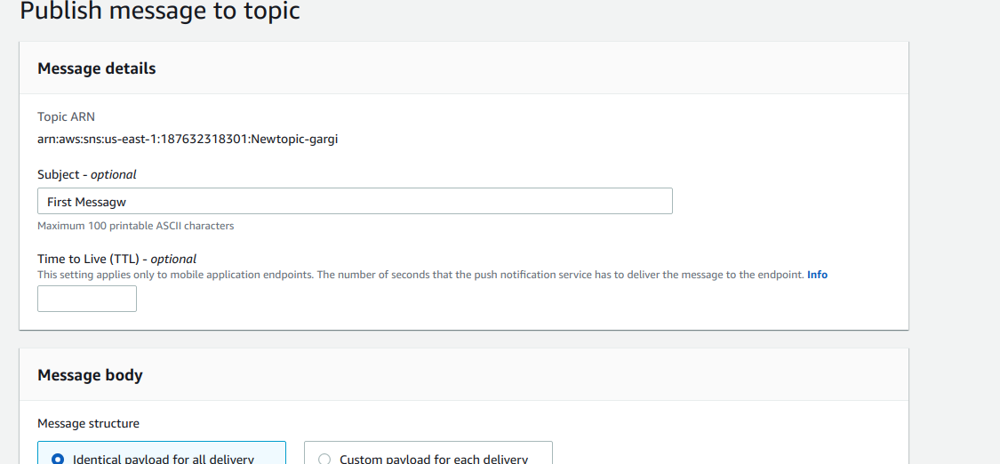 Publish message to topic
Message details
Topic ARN
arn:aws:sns:us-east-1:187632318301:Newtopic-gargi
Subject - optional
First Messagw
Maximum 100 printable ASCII characters
Time to Live (TTL) - optional
This setting applies only to mobile application endpoints. The number of seconds that the push notification service has to deliver the message to the endpoint. Info
Message body
Message structure
Identical payload for all delivery
Custom payload for each delivery